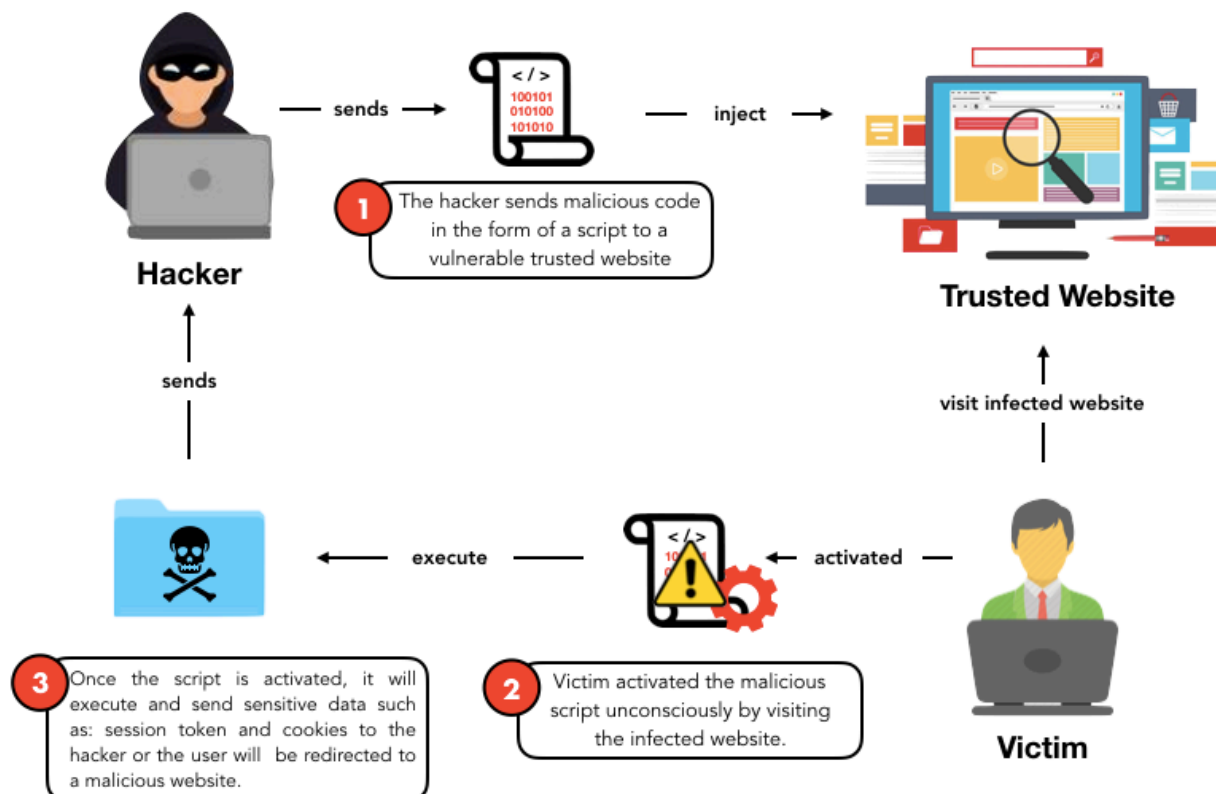 </>
100101
010100
101010
sends
inject
1
The hacker sends malicious code
in the form of a script to a
vulnerable trusted website
Hacker
Trusted Website
sends
visit infected website
</>
execute
activated
3
Once the script is activated, it will
execute and send sensitive data such
as: session token and cookies to the
hacker or the user will be redirected to
a malicious website.
2
Victim activated the malicious
script unconsciously by visiting
the infected website.
Victim